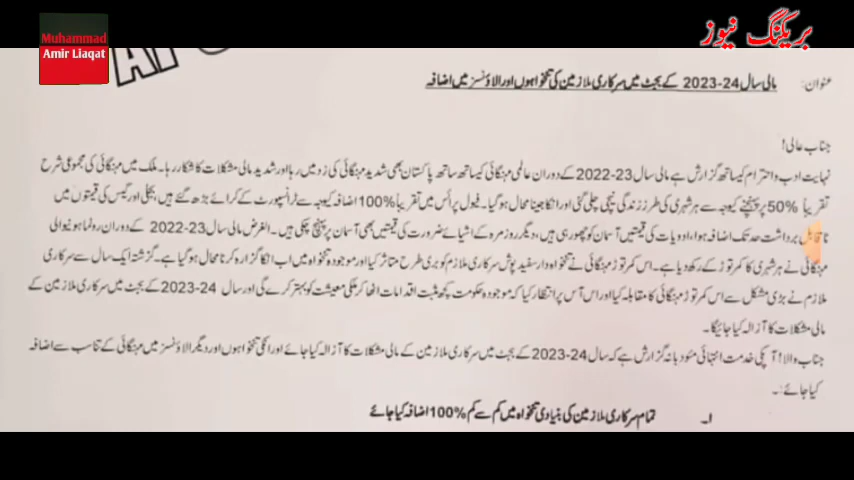 Muhammad
Amir Liaqat
بریکنگ نیوز
عنوان: مالی سال 24-2023 کے بجٹ میں سرکاری ملازمین کی تنخواہوں اور الاؤنسز میں اضافہ
جناب عالی!
نہایت ادب و احترام کیساتھ گزارش ہے مالی سال 23-2022 کے دوران عالمی مہنگائی کیساتھ ساتھ پاکستان بھی شدید مہنگائی کی زد میں رہا اور شدید مالی مشکلات کا شکار رہا۔ ملک میں مہنگائی کی مجموعی شرح
تقریباً 50% پر پہنچنے کیوجہ سے ہر شہری کی طرز زندگی نیچی چلی گئی اور انکا جینا محال ہو گیا۔ فیول پرائس میں تقریباً 100% اضافہ کیوجہ سے ٹرانسپورٹ کے کرائے بڑھ گئے ہیں، بجلی اور گیس کی قیمتوں میں
ناقابل برداشت حد تک اضافہ ہوا، ادویات کی قیمتیں آسمان کو چھو رہی ہیں، دیگر روزمرہ کے اشیائے ضرورت کی قیمتیں بھی آسمان پر پہنچ چکی ہیں۔ الغرض مالی سال 23-2022 کے دوران رونما ہونیوالی
مہنگائی نے ہر شہری کا کمر توڑ کے رکھ دیا ہے۔ اس کمر توڑ مہنگائی نے تنخواہ دار سفید پوش سرکاری ملازم کو بری طرح متاثر کیا اور موجودہ تنخواہ میں اب انکا گزارہ کرنا محال ہو گیا ہے۔ گزشتہ ایک سال سے سرکاری
ملازم نے بڑی مشکل سے اس کمر توڑ مہنگائی کا مقابلہ کیا اور اس آس پر انتظار کیا کہ موجودہ حکومت کچھ مثبت اقدامات اٹھا کر ملکی معیشت کو بہتر کرے گی اور سال 24-2023 کے بجٹ میں سرکاری ملازمین کے
مالی مشکلات کا آزالہ کیا جائیگا۔
جناب والا! آپکی خدمت انتہائی مئودبانہ گزارش ہے کہ سال 24-2023 کے بجٹ میں سرکاری ملازمین کے مالی مشکلات کا آزالہ کیا جائے اور انکی تنخواہوں اور دیگر الاؤنسز میں مہنگائی کے تناسب سے اضافہ
کیا جائے:۔
۱۔ تمام سرکاری ملازمین کی بنیادی تنخواہ میں کم سے کم 100% اضافہ کیا جائے